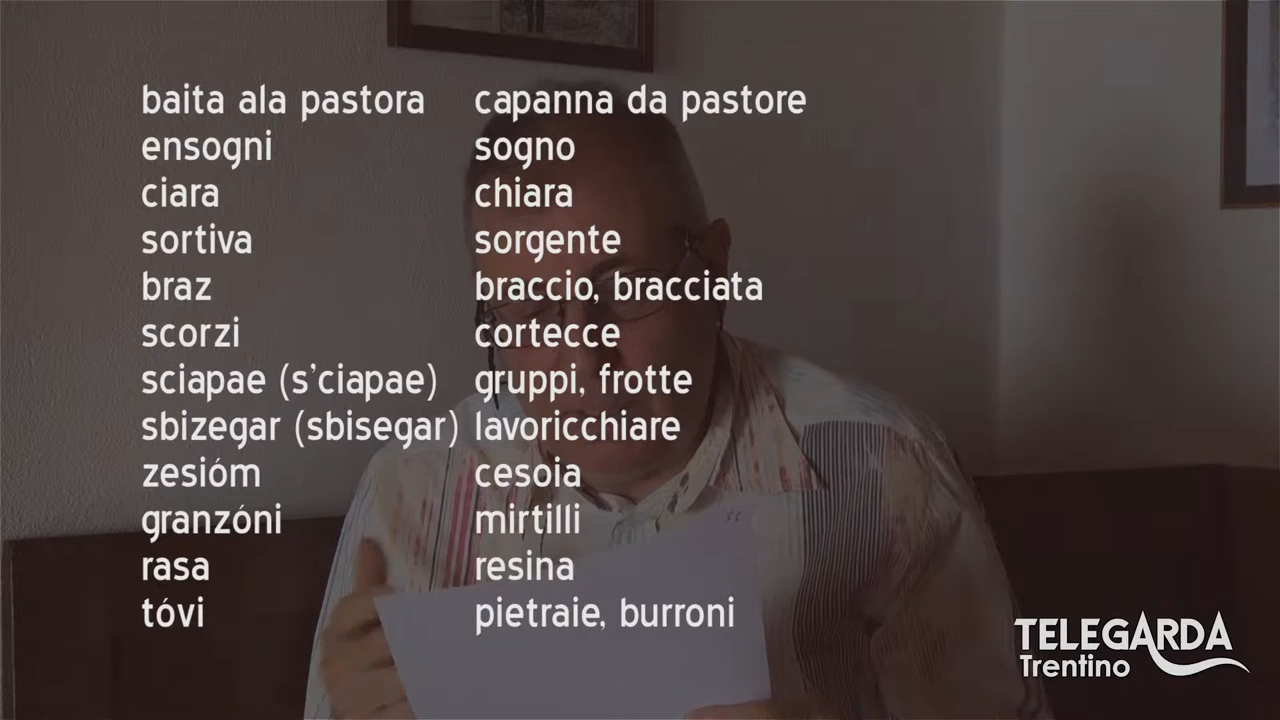 baita ala pastora capanna da pastore
ensogni sogno
ciara chiara
sortiva sorgente
braz braccio, bracciata
scorzi cortecce
sciapae (s'ciapae) gruppi, frotte
sbizegar (sbisegar) lavoricchiare
zesióm cesoia
granzóni mirtilli
rasa resina
tóvi pietraie, burroni
TELEGARDA
Trentino